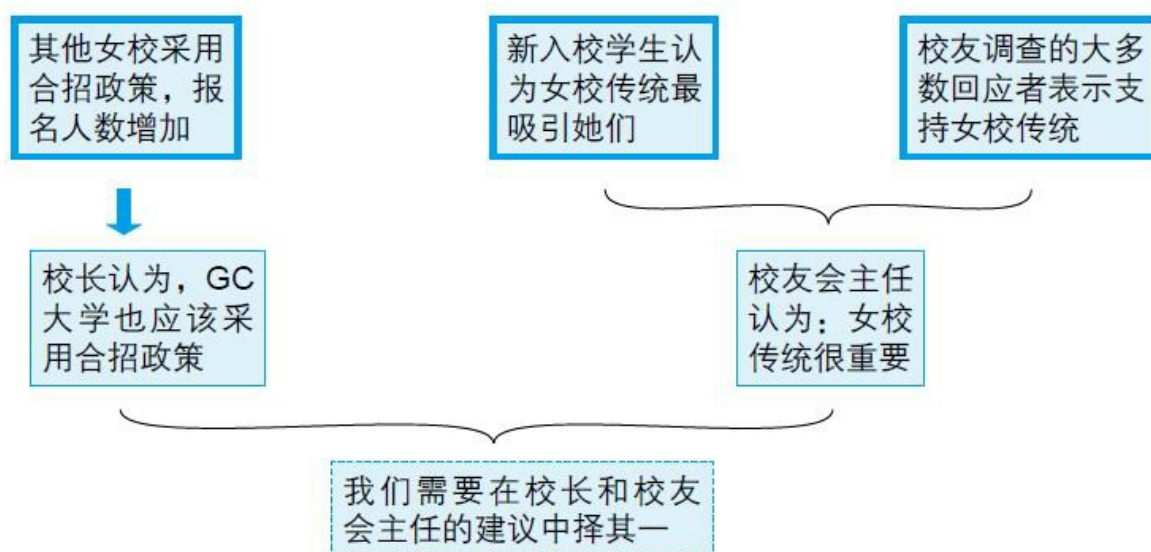 其他女校采用
合招政策，报
名人数增加
新入校学生认
为女校传统最
吸引她们
校友调查的大多
数回应者表示支
持女校传统
校长认为，GC
大学也应该采
用合招政策
校友会主任
认为：女校
传统很重要
我们需要在校长和校友
会主任的建议中择其一